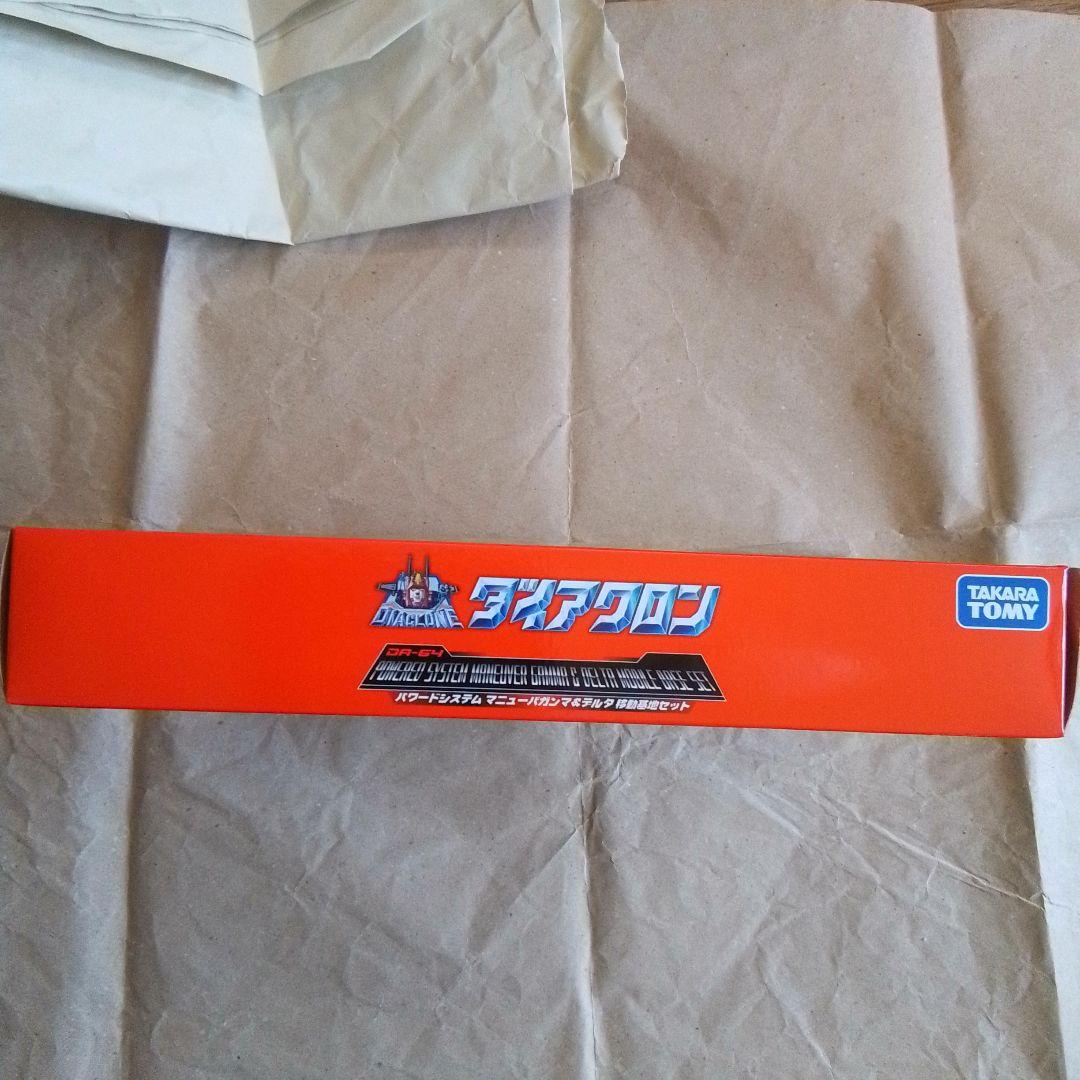 DIACLONE
ダイアクロン
TAKARA
TOMY
DA-64
POWERED SYSTEM MANEUVER GAMMA & DELTA MOBILE BASE SET
パワードシステム マニューバガンマ&デルタ 移動基地セット